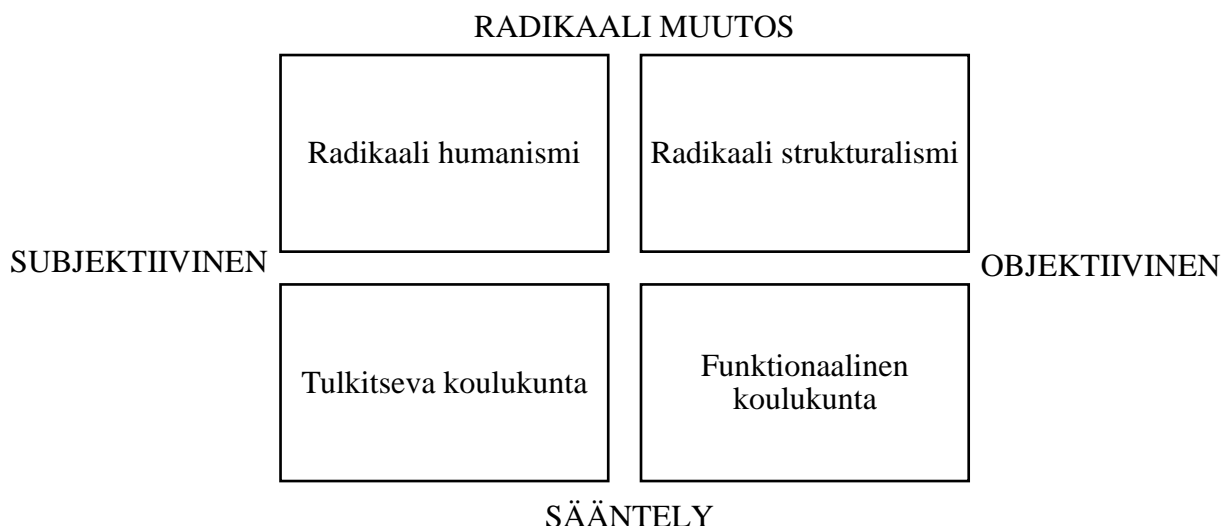 RADIKAALI MUUTOS
Radikaali humanismi
Radikaali strukturalismi
SUBJEKTIIVINEN
OBJEKTIIVINEN
Tulkitseva koulukunta
Funktionaalinen
koulukunta
SÄÄNTELY